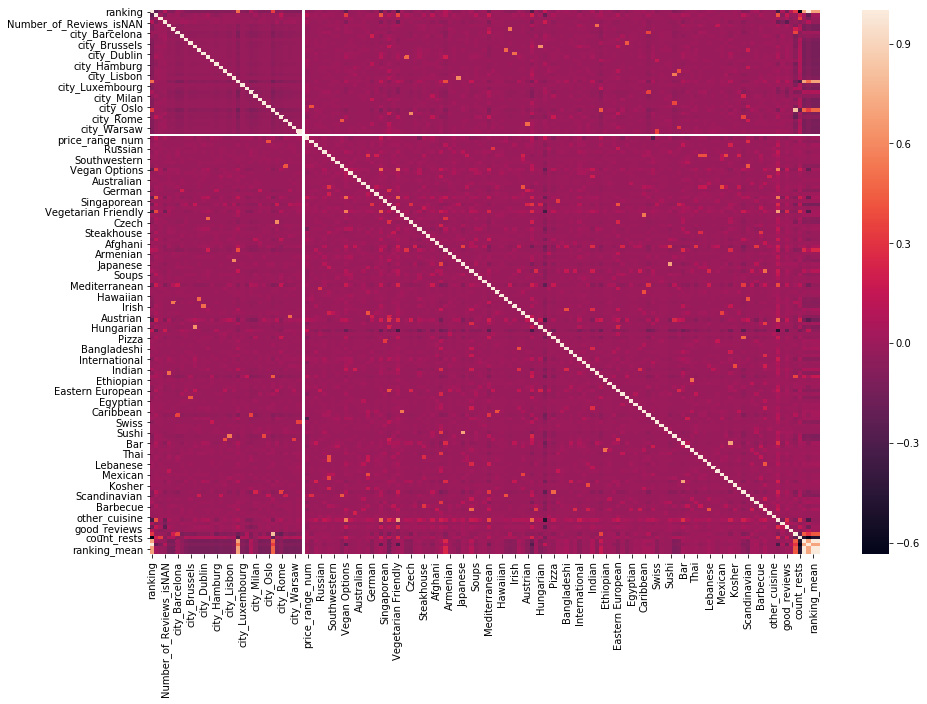 ranking
Number_of_Reviews_isNAN
city_Barcelona
city_Brussels
city_Dublin
city_Hamburg
city_Lisbon
city_Luxembourg
city_Milan
city_Oslo
city_Rome
city_Warsaw
price_range_num
Russian
Southwestern
Vegan Options
Australian
German
Singaporean
Vegetarian Friendly
Czech
Steakhouse
Afghani
Armenian
Japanese
Soups
Mediterranean
Hawaiian
Irish
Austrian
Hungarian
Pizza
Bangladeshi
International
Indian
Ethiopian
Eastern European
Egyptian
Caribbean
Swiss
Sushi
Bar
Thai
Lebanese
Mexican
Kosher
Scandinavian
Barbecue
other_cuisine
good_reviews
count_rests
ranking_mean
ranking
Number_of_Reviews_isNAN
city_Barcelona
city_Brussels
city_Dublin
city_Hamburg
city_Lisbon
city_Luxembourg
city_Milan
city_Oslo
city_Rome
city_Warsaw
price_range_num
Russian
Southwestern
Vegan Options
Australian
German
Singaporean
Vegetarian Friendly
Czech
Steakhouse
Afghani
Armenian
Japanese
Soups
Mediterranean
Hawaiian
Irish
Austrian
Hungarian
Pizza
Bangladeshi
International
Indian
Ethiopian
Eastern European
Egyptian
Caribbean
Swiss
Sushi
Bar
Thai
Lebanese
Mexican
Kosher
Scandinavian
Barbecue
other_cuisine
good_reviews
count_rests
ranking_mean
0.9
0.6
0.3
0.0
−0.3
−0.6